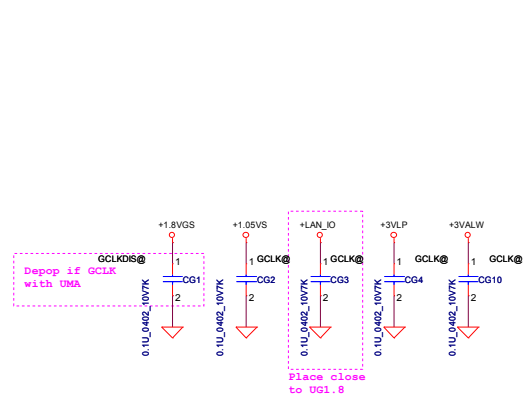 +1.8VGS +1.05VS +LAN_IO +3VLP +3VALW
GCLKDIS@ 1 1 GCLK@ 1 GCLK@ 1 GCLK@ 1 GCLK@
Depop if GCLK
with UMA
CG1 CG2 CG3 CG4 CG10
2 2 2 2 2
0.1U_0402_10V7K 0.1U_0402_10V7K 0.1U_0402_10V7K 0.1U_0402_10V7K 0.1U_0402_10V7K
Place close
to UG1.8